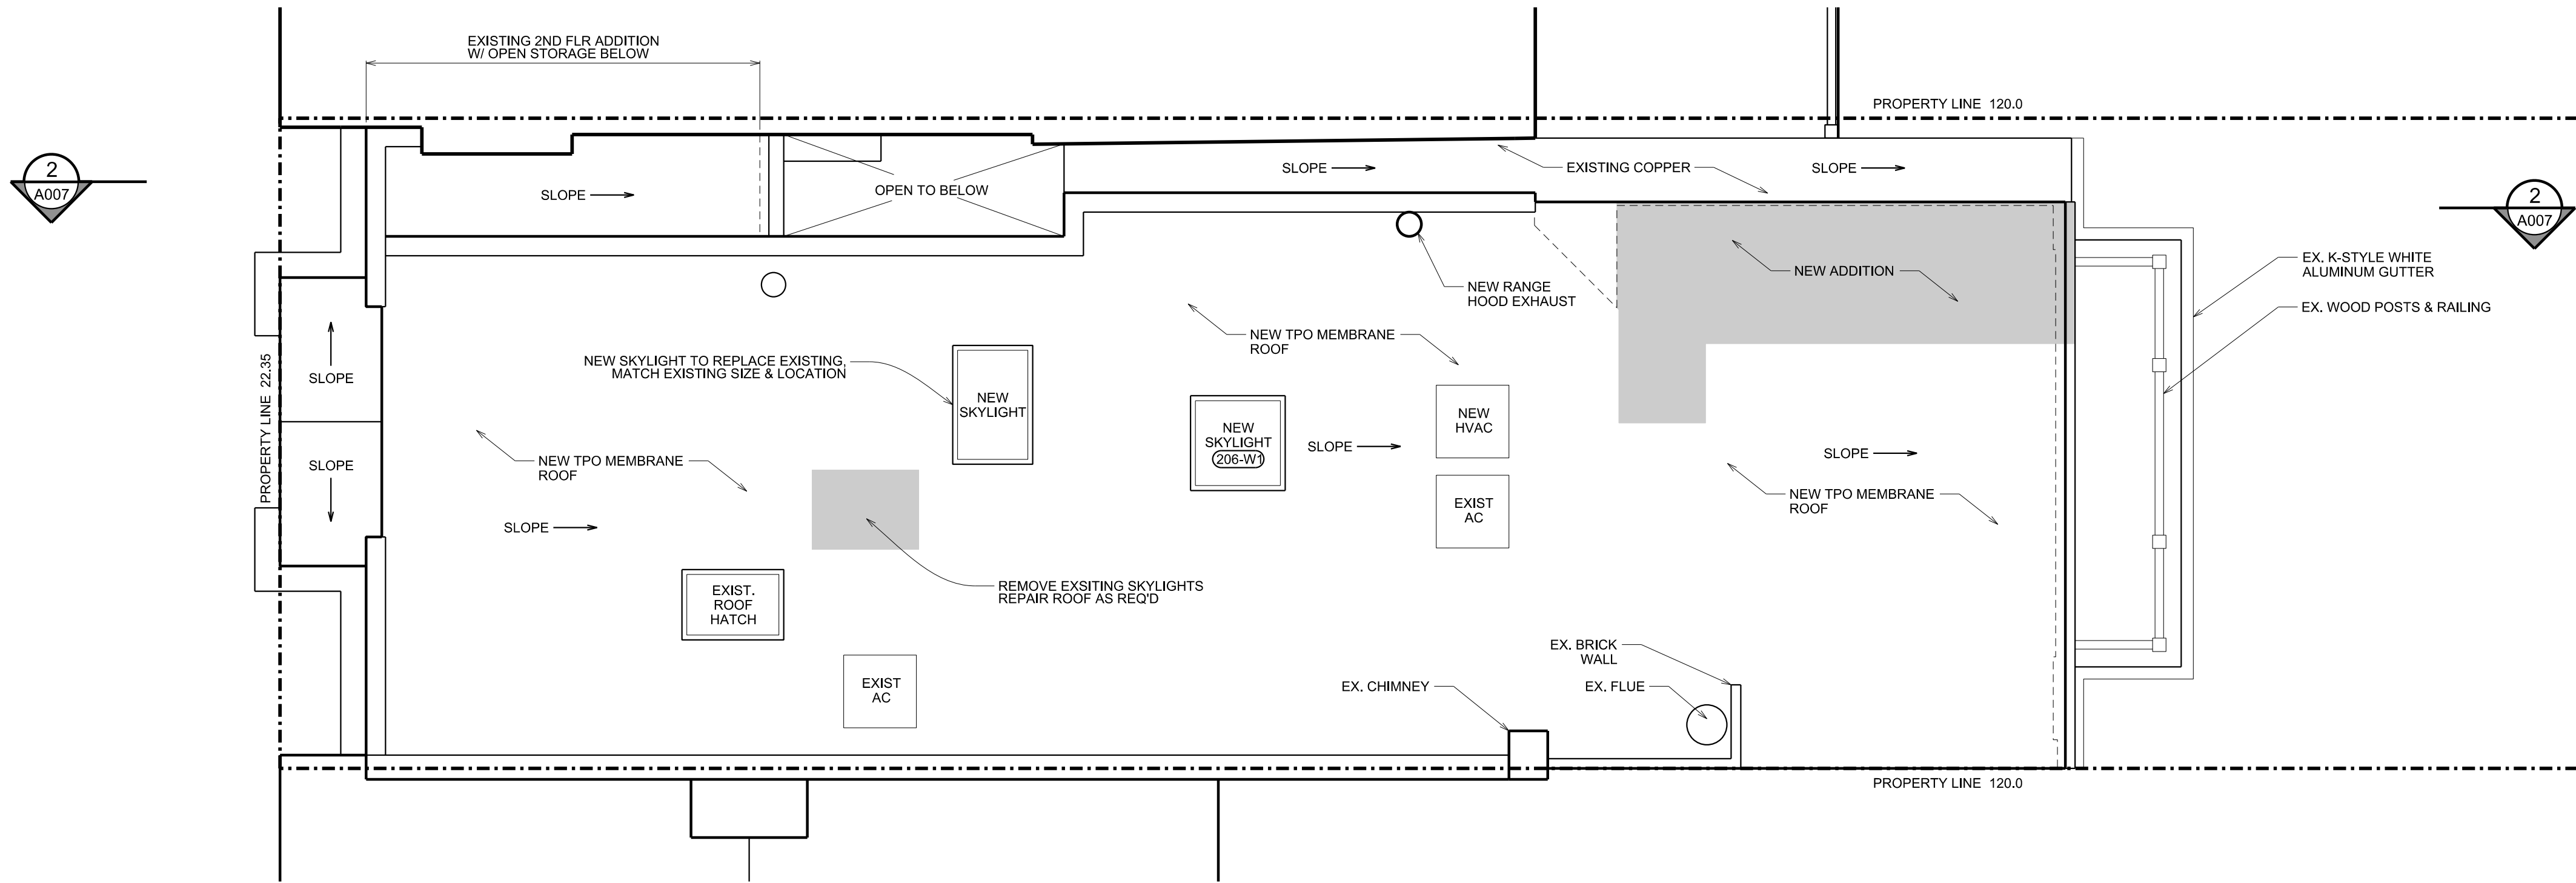 EXISTING 2ND FLR ADDITION
W/ OPEN STORAGE BELOW
PROPERTY LINE  120.0
2
A007
SLOPE
OPEN TO BELOW
SLOPE
EXISTING COPPER
SLOPE
2
A007
NEW ADDITION
EX. K-STYLE WHITE
ALUMINUM GUTTER
NEW RANGE
HOOD EXHAUST
EX. WOOD POSTS & RAILING
NEW TPO MEMBRANE
ROOF
NEW SKYLIGHT TO REPLACE EXISTING,
MATCH EXISTING SIZE & LOCATION
SLOPE
PROPERTY LINE  22.35
NEW
SKYLIGHT
NEW
HVAC
NEW
SKYLIGHT
206-W1
SLOPE
SLOPE
SLOPE
NEW TPO MEMBRANE
ROOF
NEW TPO MEMBRANE
ROOF
EXIST
AC
SLOPE
REMOVE EXSITING SKYLIGHTS
REPAIR ROOF AS REQ'D
EXIST.
ROOF
HATCH
EX. BRICK
WALL
EXIST
AC
EX. CHIMNEY
EX. FLUE
PROPERTY LINE  120.0